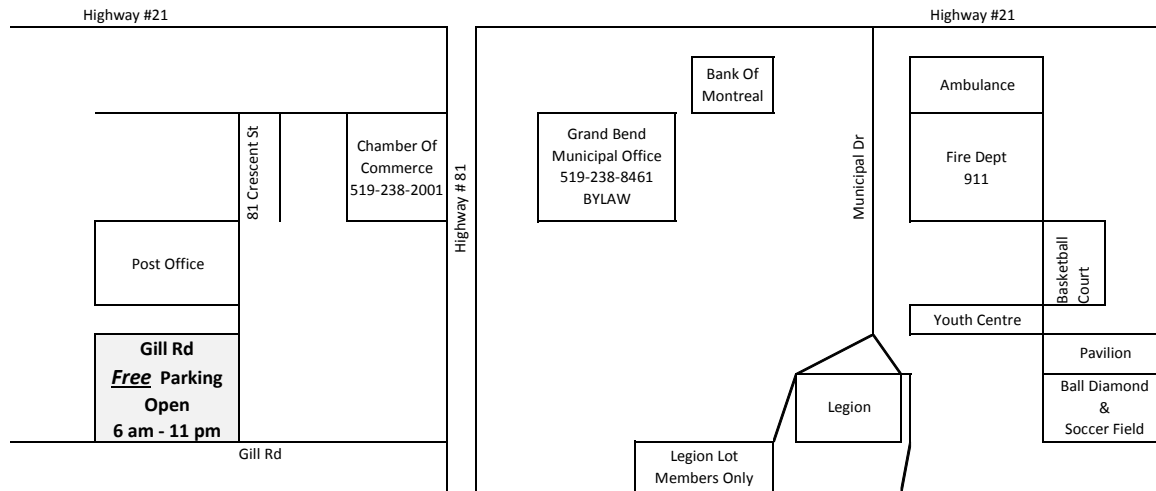 Highway #21
Highway #21
Bank Of
Montreal
Ambulance
81 Crescent St
Chamber Of
Commerce
519-238-2001
Highway # 81
Grand Bend
Municipal Office
519-238-8461
BYLAW
Municipal Dr
Fire Dept
911
Post Office
Basketball
Court
Youth Centre
Gill Rd
Free Parking
Open
6 am - 11 pm
Pavilion
Legion
Ball Diamond
&
Soccer Field
Gill Rd
Legion Lot
Members Only